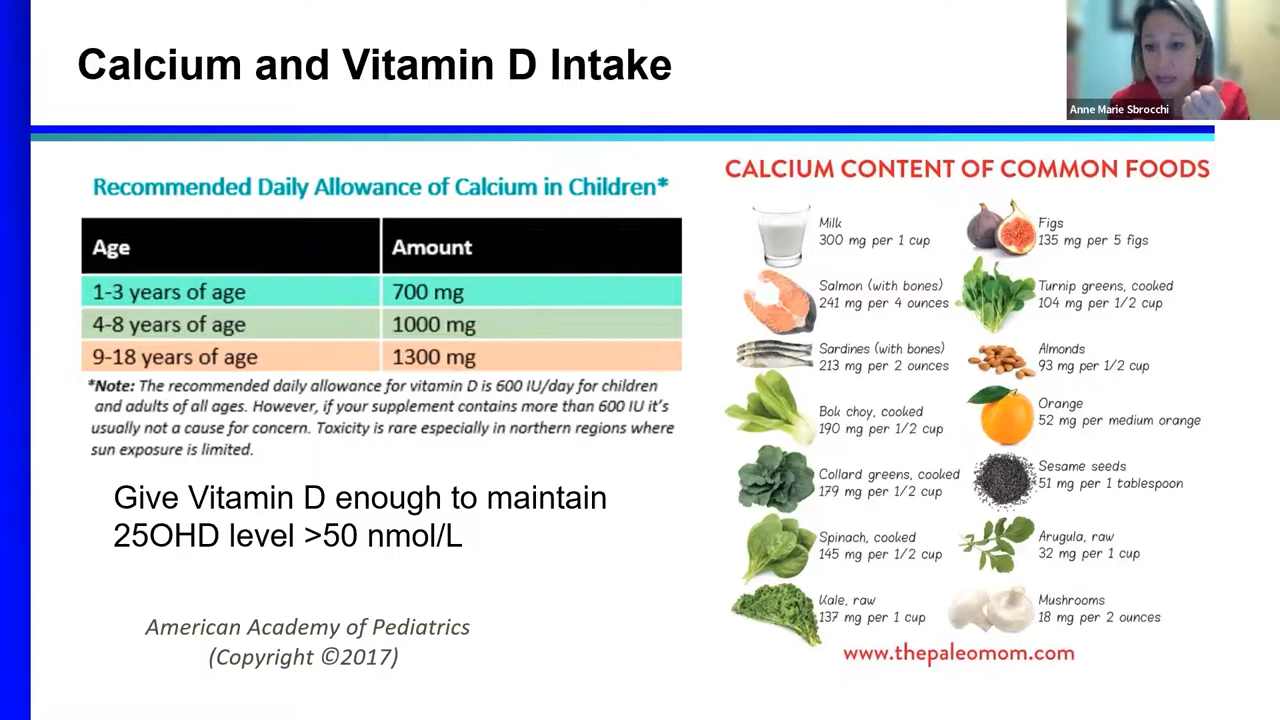 Calcium and Vitamin D Intake
Anne Marie Sbrocchi
Recommended Daily Allowance of Calcium in Children*
Age Amount
1-3 years of age 700 mg
4-8 years of age 1000 mg
9-18 years of age 1300 mg
*Note: The recommended daily allowance for vitamin D is 600 IU/day for children
and adults of all ages. However, if your supplement contains more than 600 IU it's
usually not a cause for concern. Toxicity is rare especially in northern regions where
sun exposure is limited.
Give Vitamin D enough to maintain
25OHD level >50 nmol/L
American Academy of Pediatrics
(Copyright ©2017)
CALCIUM CONTENT OF COMMON FOODS
Milk
300 mg per 1 cup
Salmon (with bones)
241 mg per 4 ounces
Sardines (with bones)
213 mg per 2 ounces
Bok choy, cooked
190 mg per 1/2 cup
Collard greens, cooked
179 mg per 1/2 cup
Spinach, cooked
145 mg per 1/2 cup
Kale, raw
137 mg per 1 cup
Figs
135 mg per 5 figs
Turnip greens, cooked
104 mg per 1/2 cup
Almonds
93 mg per 1/2 cup
Orange
52 mg per medium orange
Sesame seeds
51 mg per 1 tablespoon
Arugula, raw
32 mg per 1 cup
Mushrooms
18 mg per 2 ounces
www.thepaleomom.com